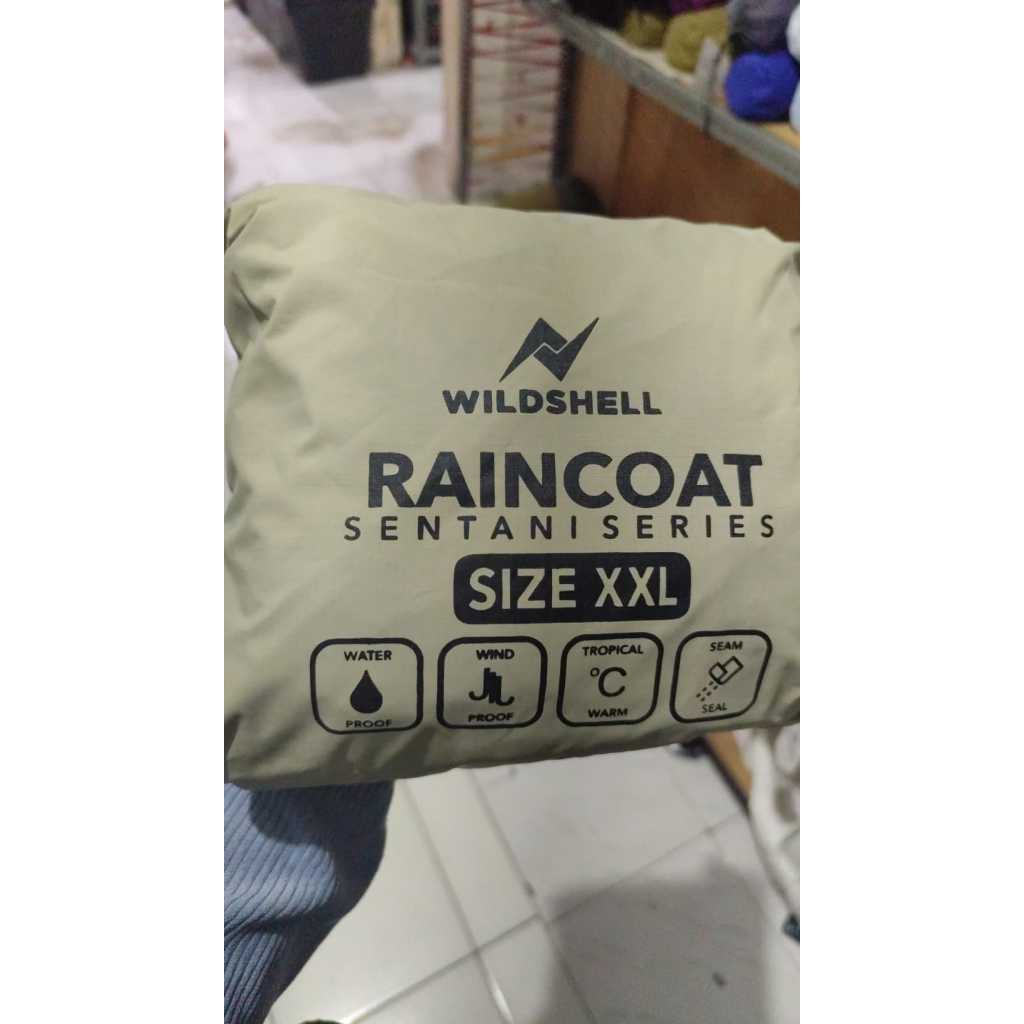 WILDSHELL
RAINCOAT
SENTANI SERIES
SIZE XXL
WATER
PROOF
WIND
PROOF
TROPICAL
°C
WARM
SEAM
SEAL